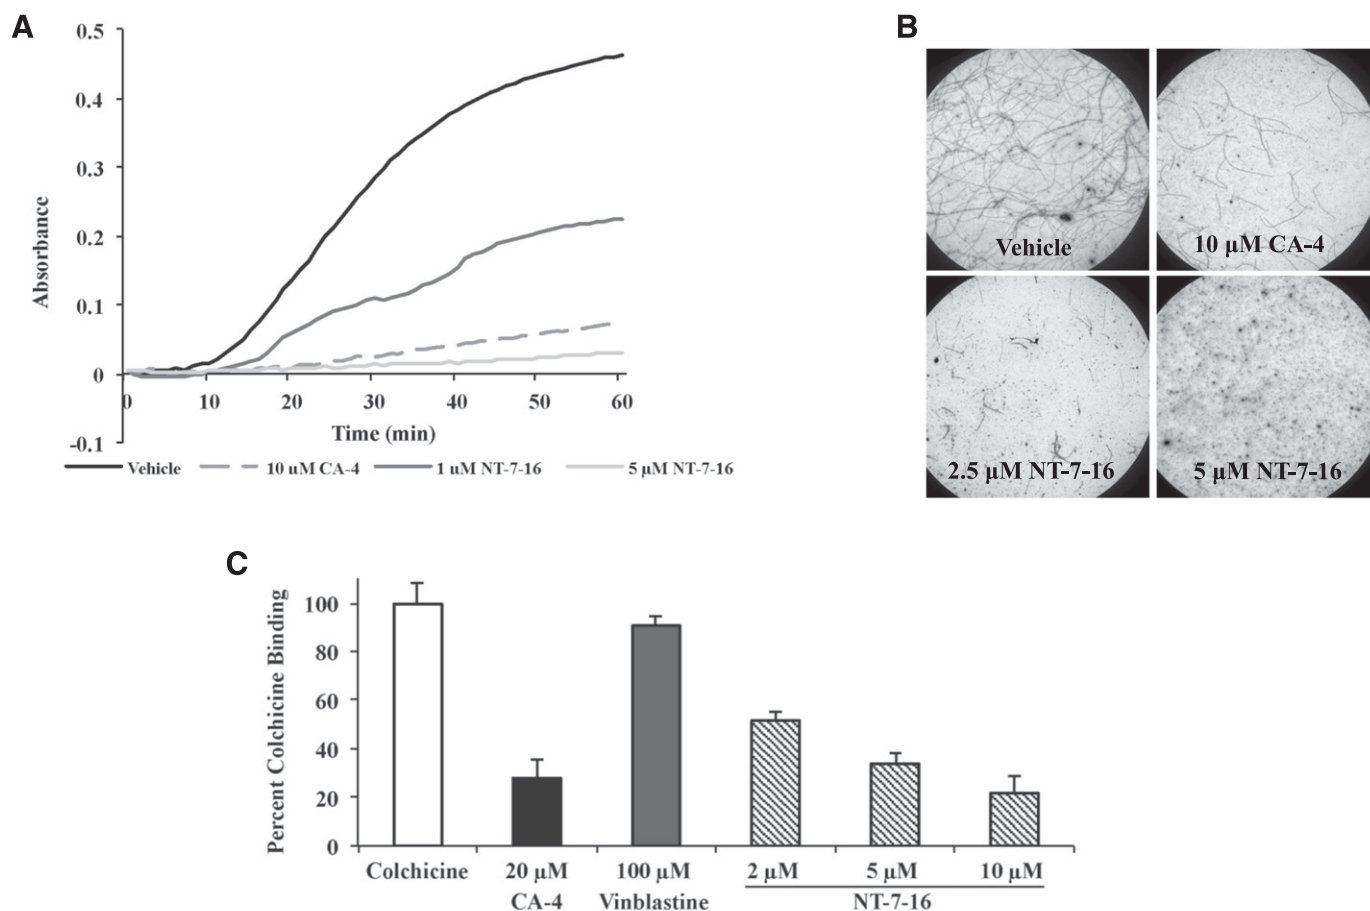 A
0.5
0.4
0.3
0.2
0.1
0
-0.1
Absorbance
0 10 20 30 40 50 60
Time (min)
Vehicle 10 uM CA-4 1 uM NT-7-16 5 μM NT-7-16
B
Vehicle
10 μM CA-4
2.5 μM NT-7-16
5 μM NT-7-16
C
Percent Colchicine Binding
100
80
60
40
20
0
Colchicine 20 μM 100 μM 2 μM 5 μM 10 μM
CA-4 Vinblastine NT-7-16